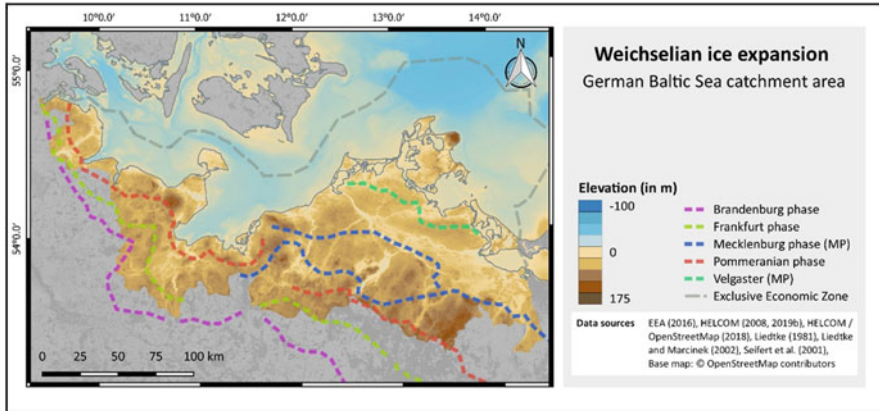 10°0.0' 11°0.0' 12°0.0' 13°0.0' 14°0.0'
55°0.0'
54°0.0'
N
0 25 50 75 100 km
Weichselian ice expansion
German Baltic Sea catchment area
Elevation (in m)
-100
0
175
Brandenburg phase
Frankfurt phase
Mecklenburg phase (MP)
Pommeranian phase
Velgaster (MP)
Exclusive Economic Zone
Data sources
EEA (2016), HELCOM (2008, 2019b), HELCOM /
OpenStreetMap (2018), Liedtke (1981), Liedtke
and Marcinek (2002), Seifert et al. (2001),
Base map: © OpenStreetMap contributors